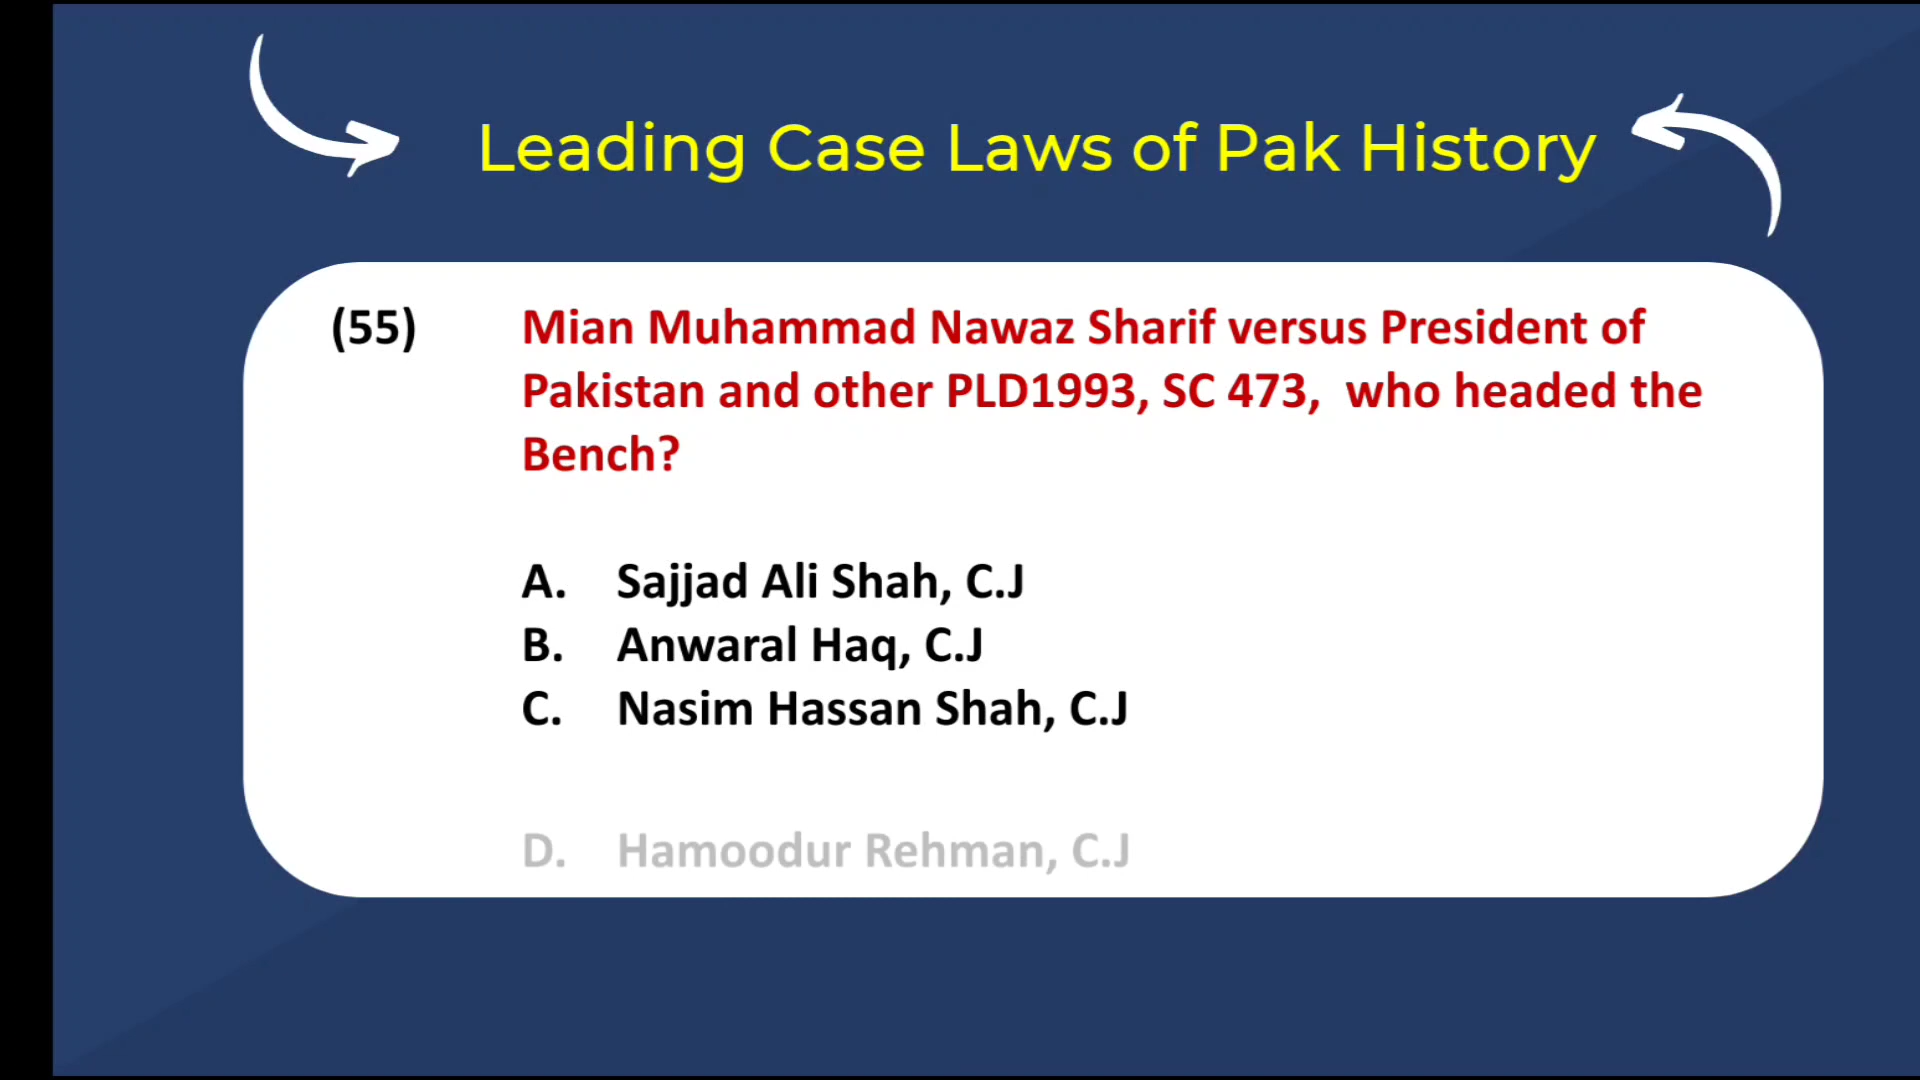 Leading Case Laws of Pak History
(55) Mian Muhammad Nawaz Sharif versus President of
Pakistan and other PLD1993, SC 473, who headed the
Bench?
A. Sajjad Ali Shah, C.J
B. Anwaral Haq, C.J
C. Nasim Hassan Shah, C.J
D. Hamoodur Rehman, C.J